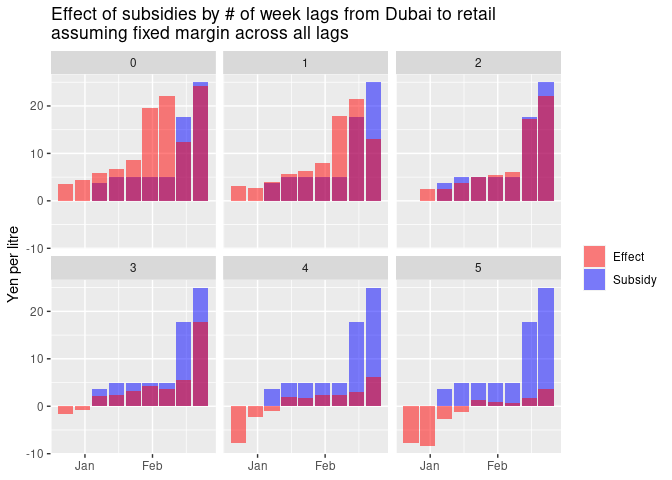 Effect of subsidies by # of week lags from Dubai to retail
assuming fixed margin across all lags
0 1 2
20
10
0
-10
Yen per litre
3 4 5
20
10
0
-10
Jan Feb Jan Feb Jan Feb
Effect
Subsidy